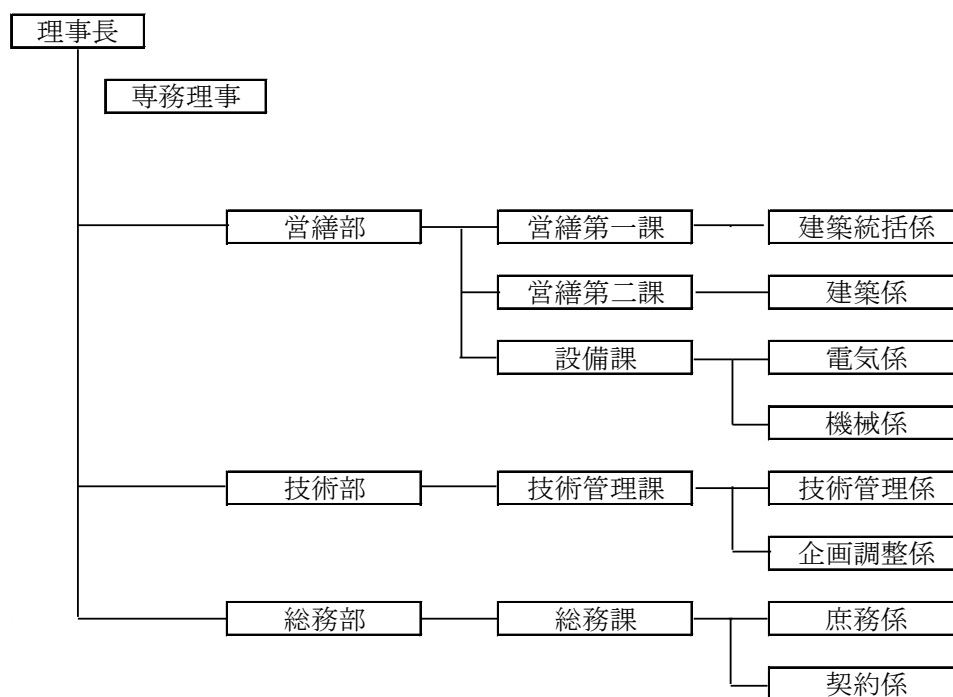 理事長
専務理事
営繕部 営繕第一課 建築統括係
営繕第二課 建築係
設備課 電気係
機械係
技術部 技術管理課 技術管理係
企画調整係
総務部 総務課 庶務係
契約係